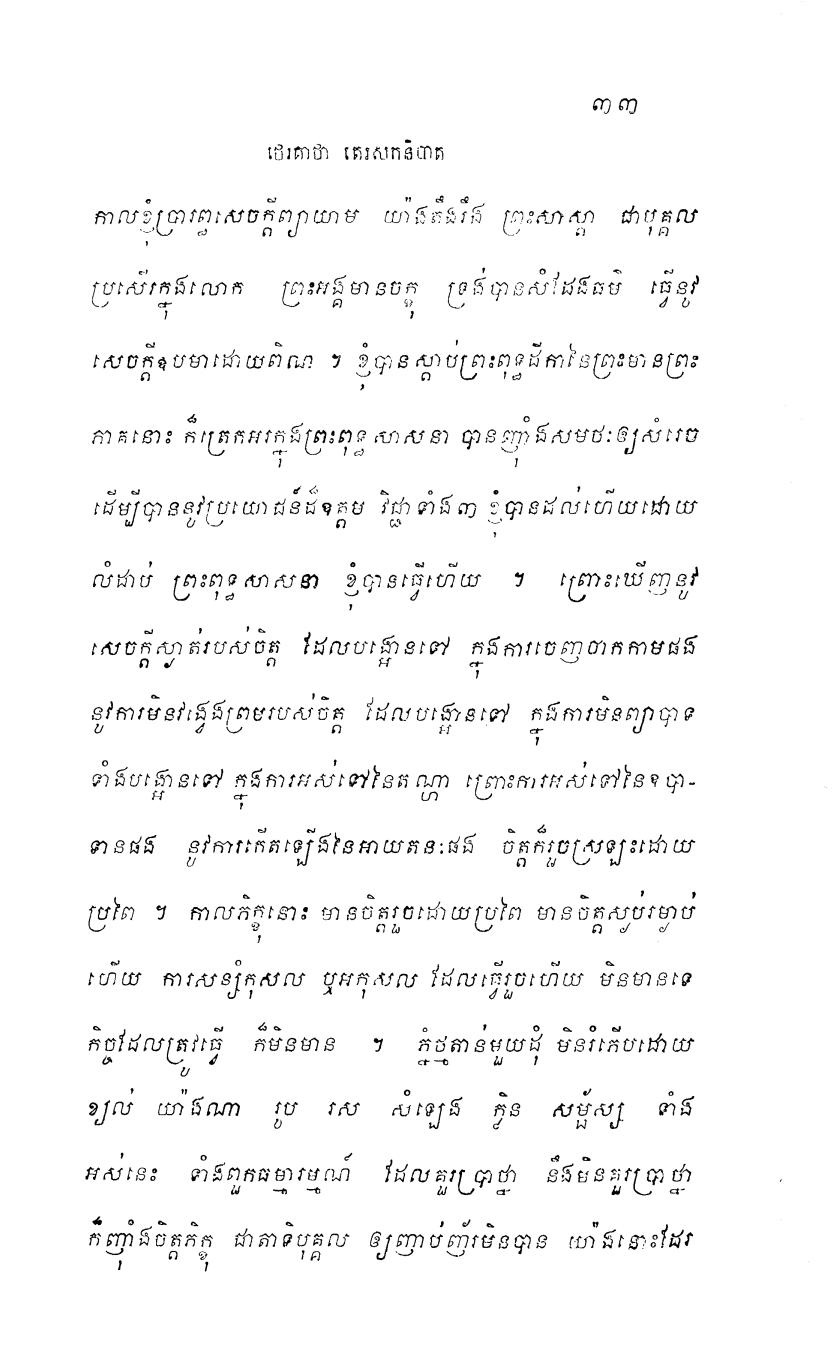 ៣៣
ថេរគាថា តេរសកនិបាត
កាលខ្ញុំប្រារព្ធសេចក្តីព្យាយាម យ៉ាងតឹងរឹង ព្រះសាស្តា ជាបុគ្គល
ប្រសើរក្នុងលោក ព្រះអង្គមានចក្ខុ ទ្រង់បានសំដែងធម៌ ធ្វើនូវ
សេចក្តីឧបមាដោយពិណ ។ ខ្ញុំបានស្តាប់ព្រះពុទ្ធដីកានៃព្រះមានព្រះ
ភាគនោះ ក៏ត្រេកអរក្នុងព្រះពុទ្ធសាសនា បានញ៉ាំងសមថៈឲ្យសំរេច
ដើម្បីបាននូវប្រយោជន៍ដ៏ឧត្តម វិជ្ជាទាំង៣ ខ្ញុំបានដល់ហើយដោយ
លំដាប់ ព្រះពុទ្ធសាសនា ខ្ញុំបានធ្វើហើយ ។ ព្រោះឃើញនូវ
សេចក្តីស្ងាត់របស់ចិត្ត ដែលបង្អោនទៅ ក្នុងការចេញចាកកាមផង
នូវការមិនវង្វេងព្រមរបស់ចិត្ត ដែលបង្អោនទៅ ក្នុងការមិនព្យាបាទ
ទាំងបង្អោនទៅ ក្នុងការអស់ទៅនៃតណ្ហា ព្រោះការអស់ទៅនៃឧបា-
ទានផង នូវការកើតឡើងនៃអាយតនៈផង ចិត្តក៏រួចស្រឡះដោយ
ប្រពៃ ។ កាលភិក្ខុនោះ មានចិត្តរួចដោយប្រពៃ មានចិត្តស្ងប់រម្ងាប់
ហើយ ការសន្សំកុសល ឬអកុសល ដែលធ្វើរួចហើយ មិនមានទេ
កិច្ចដែលត្រូវធ្វើ ក៏មិនមាន ។ ភ្នំថ្មតាន់មួយដុំ មិនរំភើបដោយ
ខ្យល់ យ៉ាងណា រូប រស សំឡេង ក្លិន សម្ផ័ស្ស ទាំង
អស់នេះ ទាំងពួកធម្មារម្មណ៍ ដែលគួរប្រាថ្នា នឹងមិនគួរប្រាថ្នា
ក៏ញ៉ាំងចិត្តភិក្ខុ ជាតាទិបុគ្គល ឲ្យញាប់ញ័រមិនបាន យ៉ាងនោះដែរ